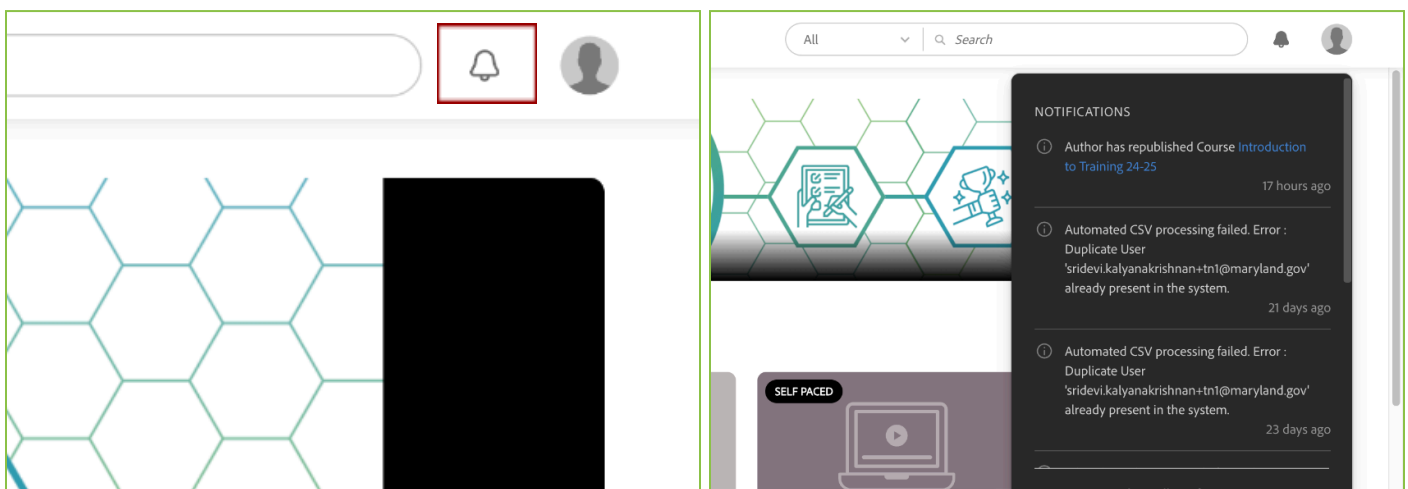 All
Search
NOTIFICATIONS
Author has republished Course Introduction
to Training 24-25
17 hours ago
Automated CSV processing failed. Error :
Duplicate User
'sridevi.kalyanakrishnan+tn1@maryland.gov'
already present in the system.
21 days ago
Automated CSV processing failed. Error :
Duplicate User
'sridevi.kalyanakrishnan+tn1@maryland.gov'
already present in the system.
23 days ago
SELF PACED